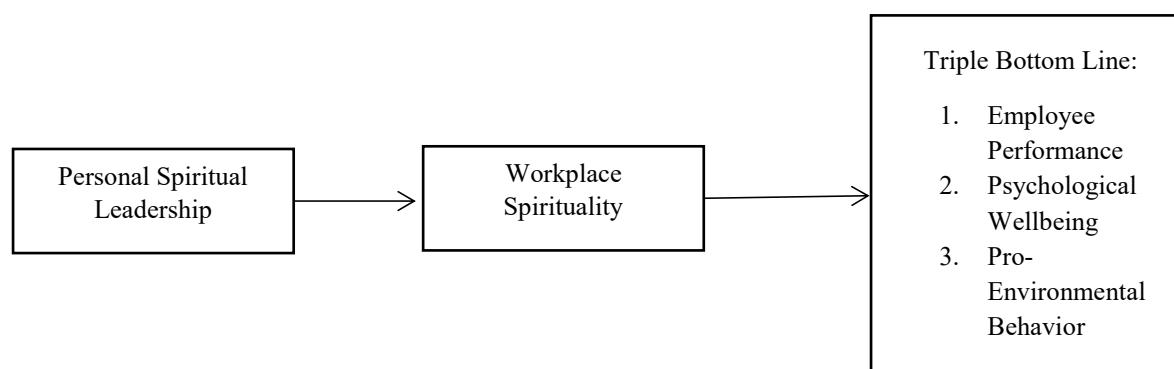 Personal Spiritual
Leadership
Workplace
Spirituality
Triple Bottom Line:
1. Employee
Performance
2. Psychological
Wellbeing
3. Pro-
Environmental
Behavior